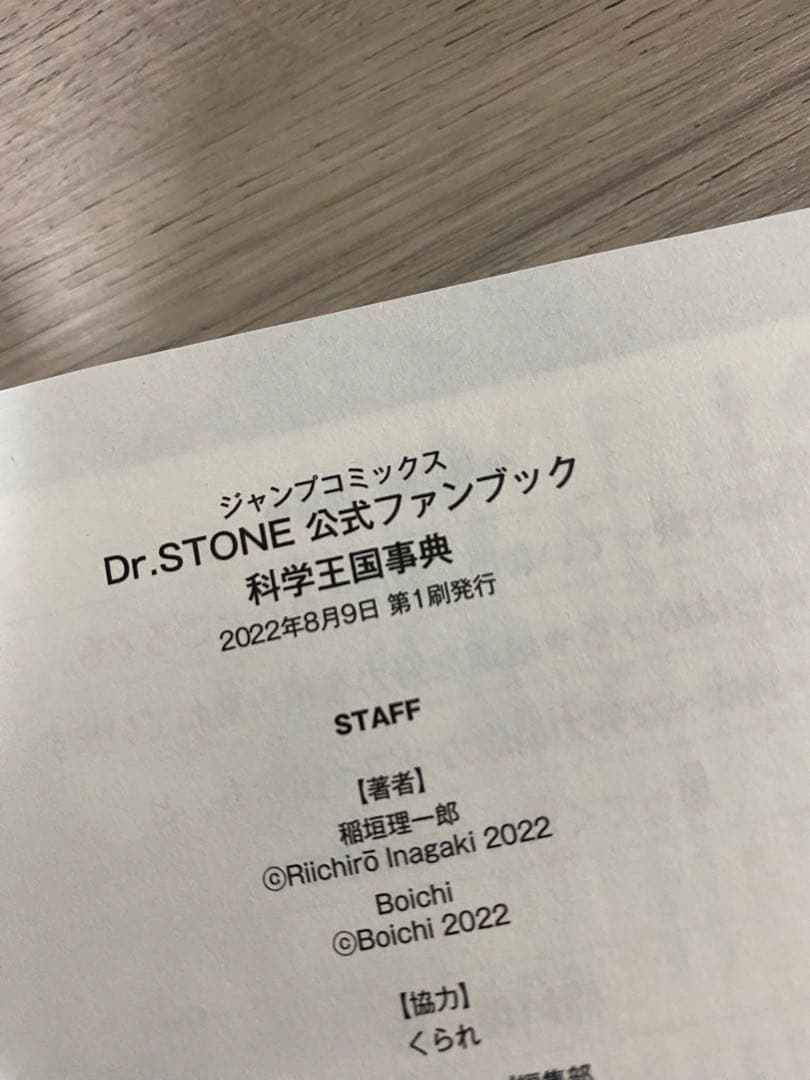 ジャンプコミックス
Dr.STONE 公式ファンブック
科学王国事典
2022年8月9日 第1刷発行
STAFF
【著者】
稲垣理一郎
©Riichirō Inagaki 2022
Boichi
©Boichi 2022
【協力】
くられ
編集部